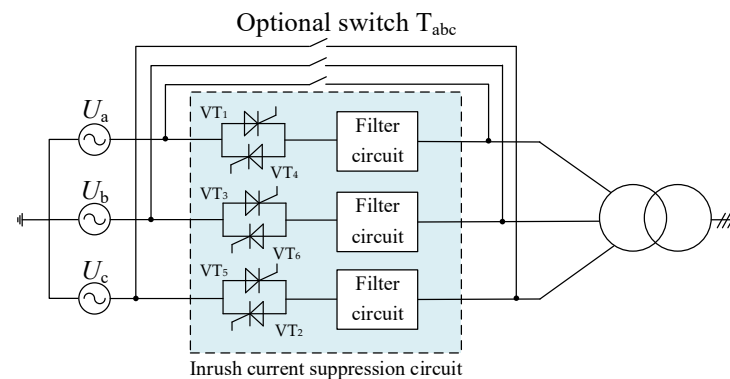 Optional switch Tabc
Ua
VT1
Filter
circuit
VT4
Ub
VT3
Filter
circuit
VT6
Uc
VT5
Filter
circuit
VT2
Inrush current suppression circuit